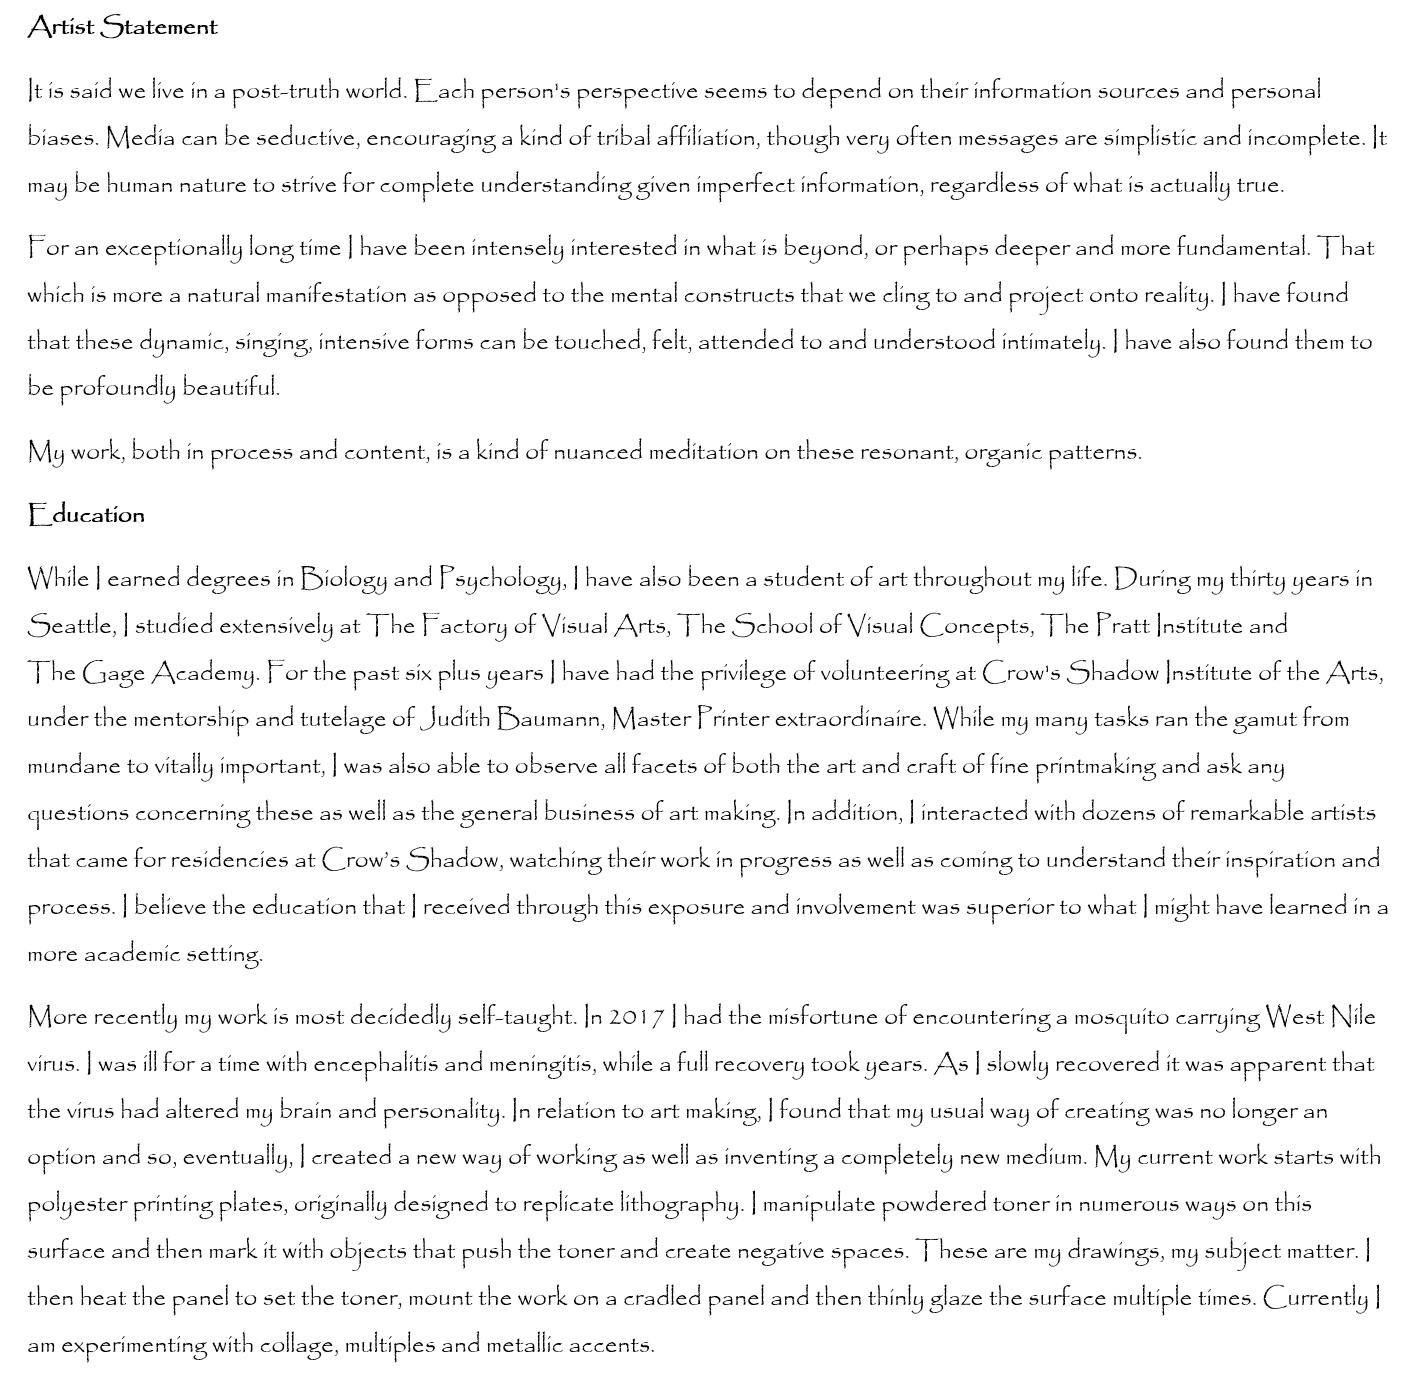 Artist Statement
It is said we live in a post-truth world. Each person's perspective seems to depend on their information sources and personal
biases. Media can be seductive, encouraging a kind of tribal affiliation, though very often messages are simplistic and incomplete. It
may be human nature to strive for complete understanding given imperfect information, regardless of what is actually true.
For an exceptionally long time I have been intensely interested in what is beyond, or perhaps deeper and more fundamental. That
which is more a natural manifestation as opposed to the mental constructs that we cling to and project onto reality. I have found
that these dynamic, singing, intensive forms can be touched, felt, attended to and understood intimately. I have also found them to
be profoundly beautiful.
My work, both in process and content, is a kind of nuanced meditation on these resonant, organic patterns.
Education
While I earned degrees in Biology and Psychology, I have also been a student of art throughout my life. During my thirty years in
Seattle, I studied extensively at The Factory of Visual Arts, The School of Visual Concepts, The Pratt Institute and
The Gage Academy. For the past six plus years I have had the privilege of volunteering at Crow's Shadow Institute of the Arts,
under the mentorship and tutelage of Judith Baumann, Master Printer extraordinaire. While my many tasks ran the gamut from
mundane to vitally important, I was also able to observe all facets of both the art and craft of fine printmaking and ask any
questions concerning these as well as the general business of art making. In addition, I interacted with dozens of remarkable artists
that came for residencies at Crow's Shadow, watching their work in progress as well as coming to understand their inspiration and
process. I believe the education that I received through this exposure and involvement was superior to what I might have learned in a
more academic setting.
More recently my work is most decidedly self-taught. In 2017 I had the misfortune of encountering a mosquito carrying West Nile
virus. I was ill for a time with encephalitis and meningitis, while a full recovery took years. As I slowly recovered it was apparent that
the virus had altered my brain and personality. In relation to art making, I found that my usual way of creating was no longer an
option and so, eventually, I created a new way of working as well as inventing a completely new medium. My current work starts with
polyester printing plates, originally designed to replicate lithography. I manipulate powdered toner in numerous ways on this
surface and then mark it with objects that push the toner and create negative spaces. These are my drawings, my subject matter. I
then heat the panel to set the toner, mount the work on a cradled panel and then thinly glaze the surface multiple times. Currently I
am experimenting with collage, multiples and metallic accents.